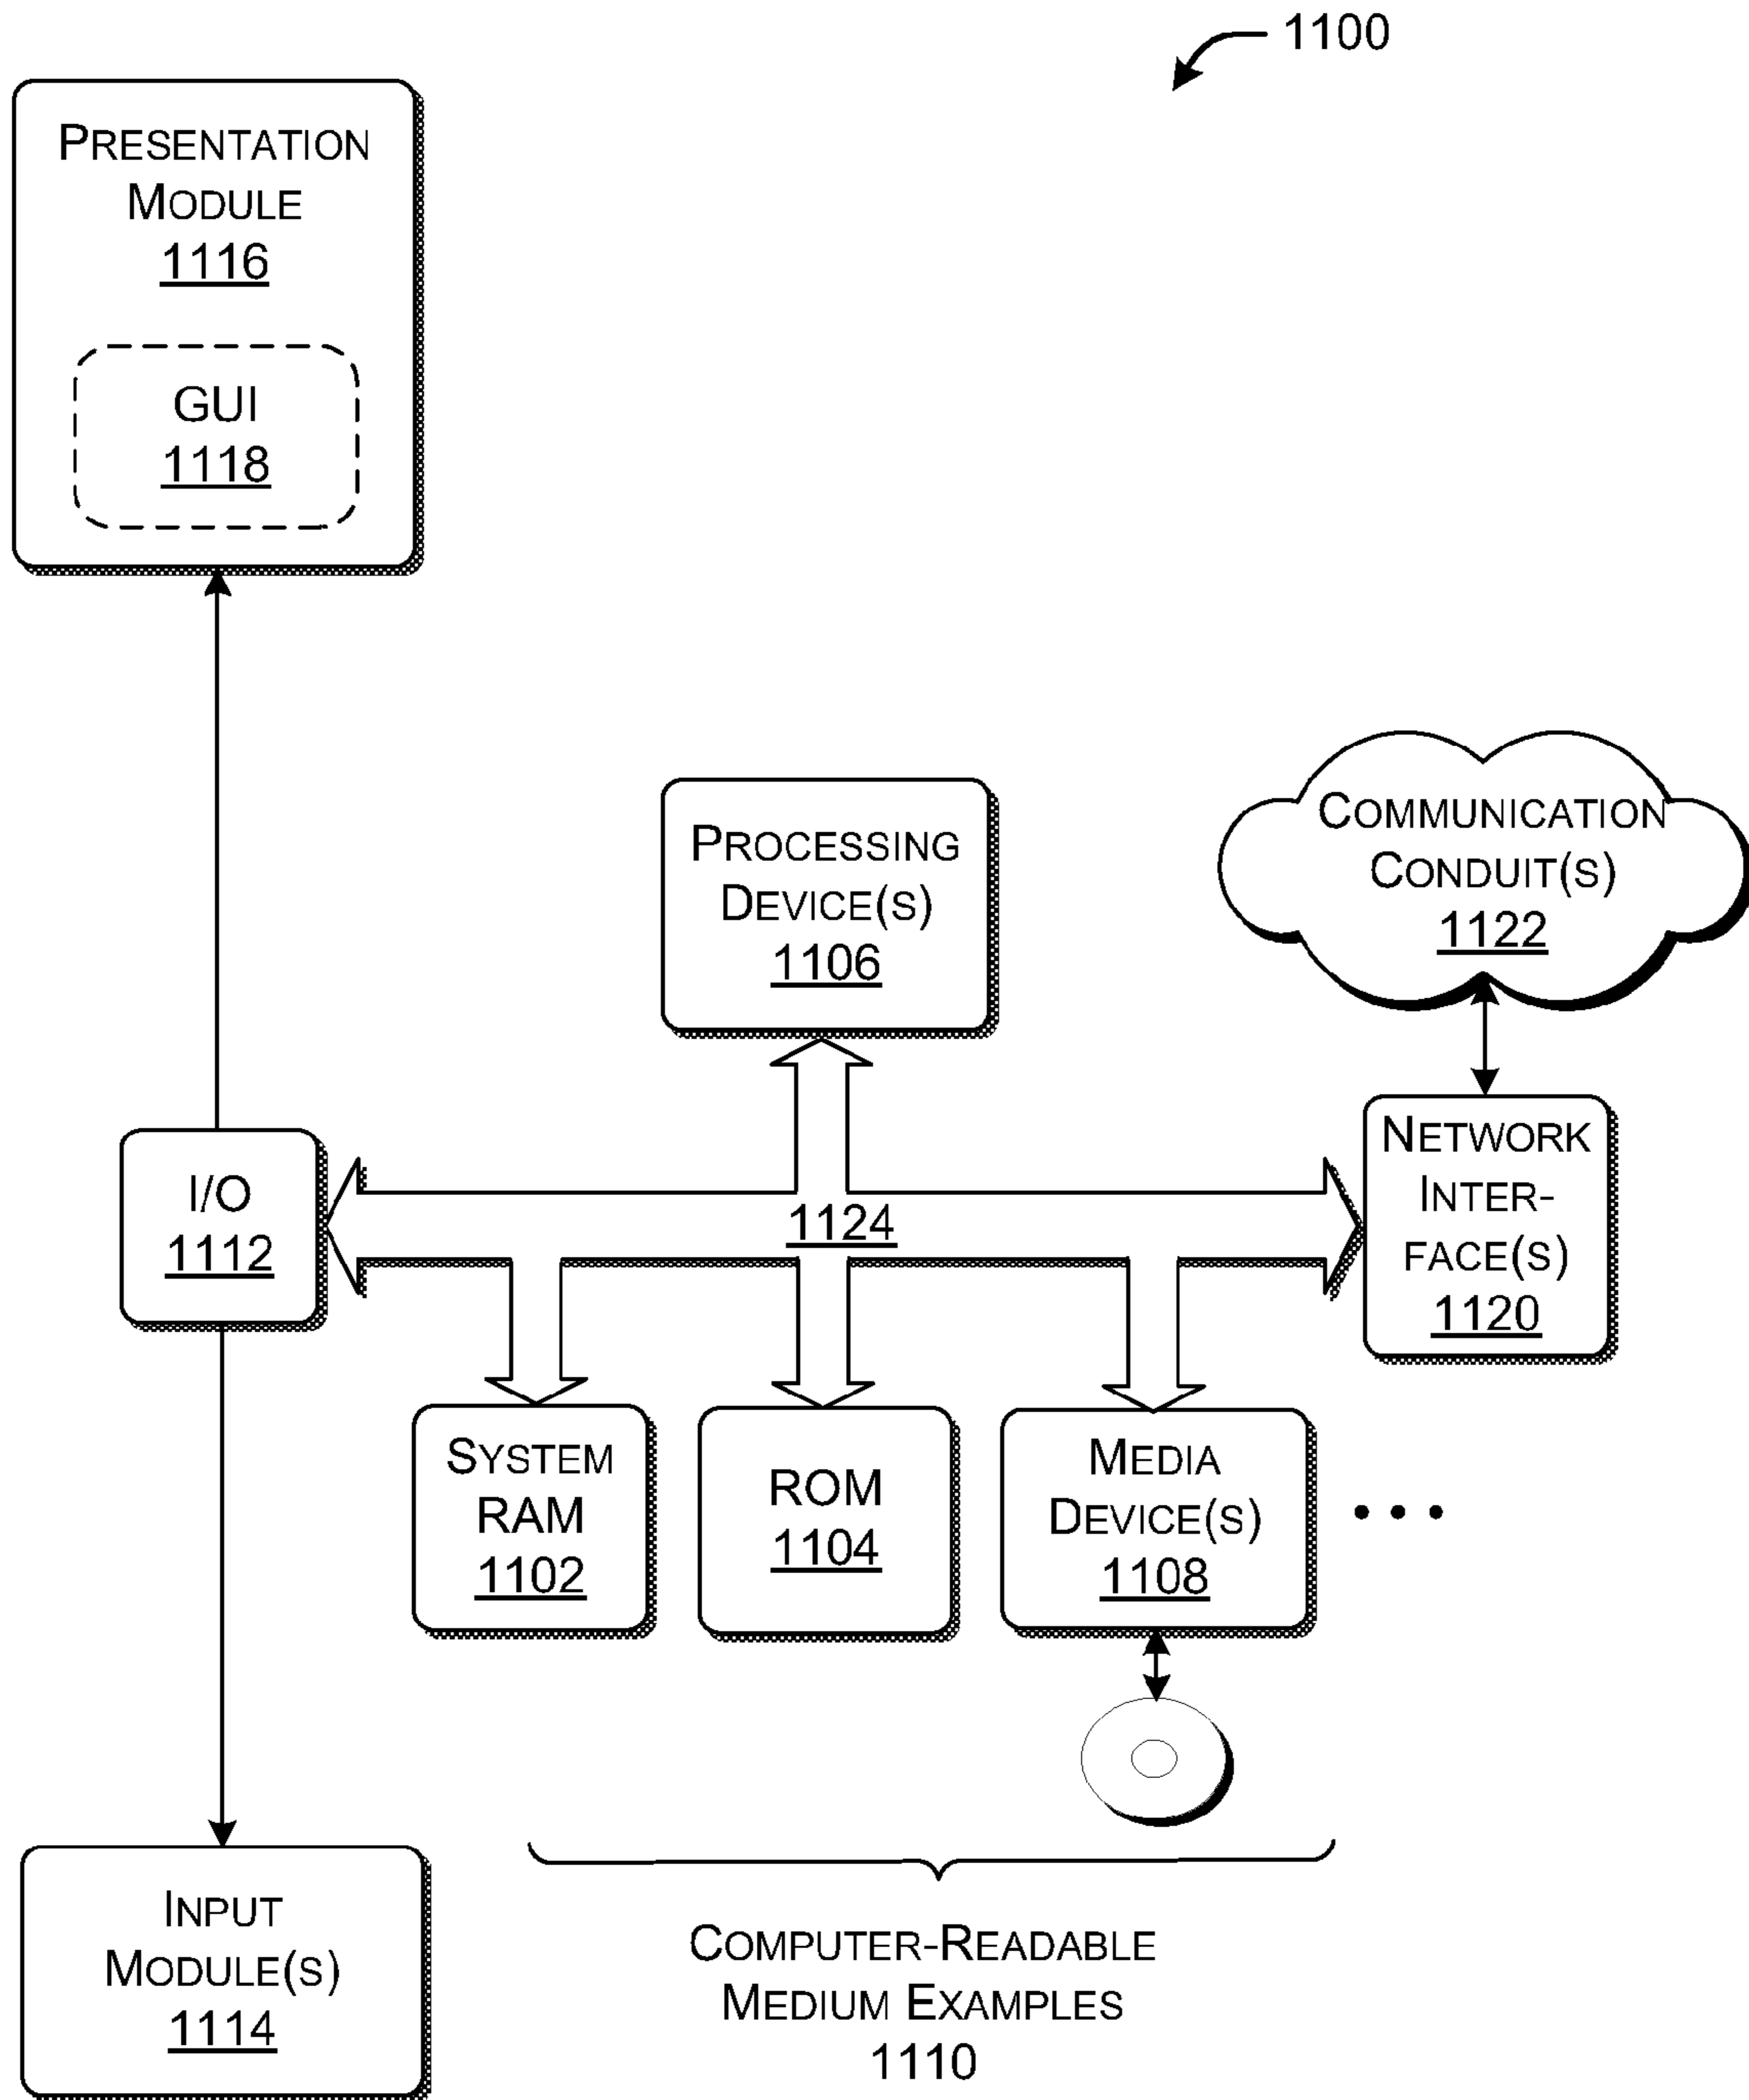 1100
PRESENTATION
MODULE
1116
GUI
1118
PROCESSING
DEVICE(S)
1106
COMMUNICATION
CONDUIT(S)
1122
I/O
1112
1124
NETWORK
INTER-
FACE(S)
1120
SYSTEM
RAM
1102
ROM
1104
MEDIA
DEVICE(S)
1108
• • •
INPUT
MODULE(S)
1114
COMPUTER-READABLE
MEDIUM EXAMPLES
1110